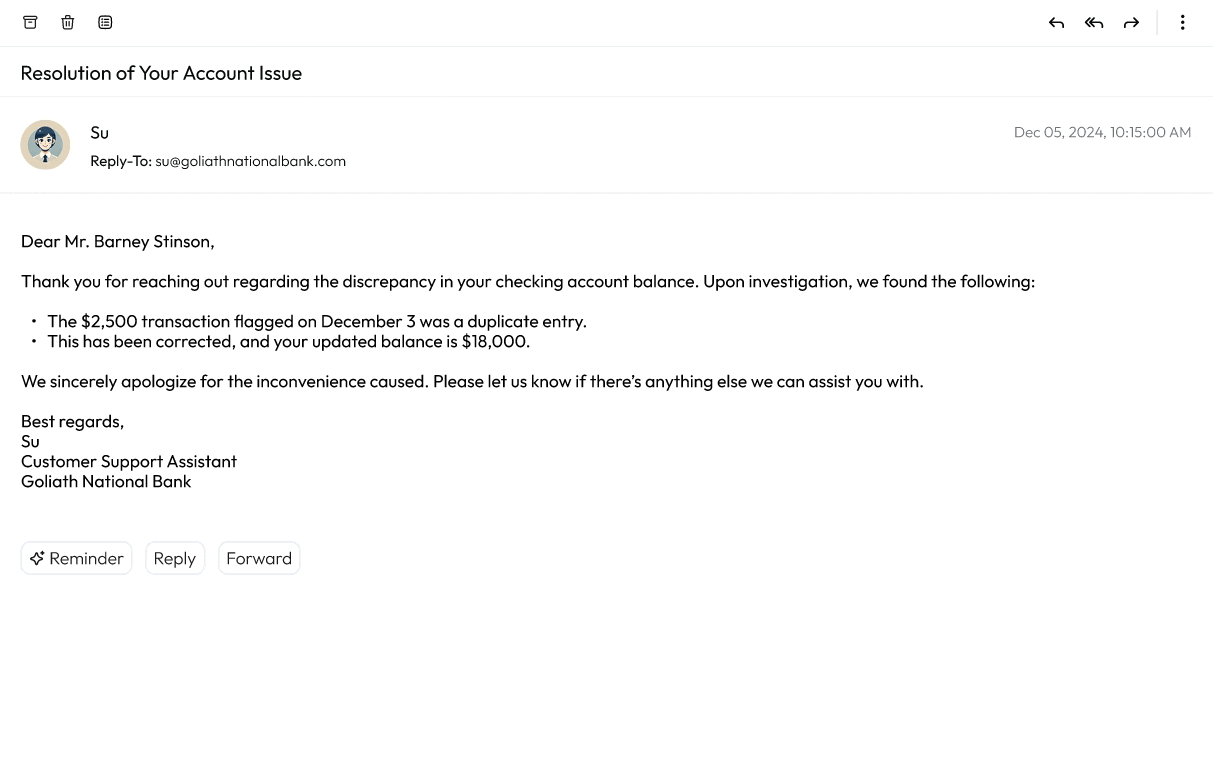 Resolution of Your Account Issue
Su
Dec 05, 2024, 10:15:00 AM
Reply-To: su@goliathnationalbank.com
Dear Mr. Barney Stinson,
Thank you for reaching out regarding the discrepancy in your checking account balance. Upon investigation, we found the following:
• The $2,500 transaction flagged on December 3 was a duplicate entry.
• This has been corrected, and your updated balance is $18,000.
We sincerely apologize for the inconvenience caused. Please let us know if there's anything else we can assist you with.
Best regards,
Su
Customer Support Assistant
Goliath National Bank
Reminder Reply Forward